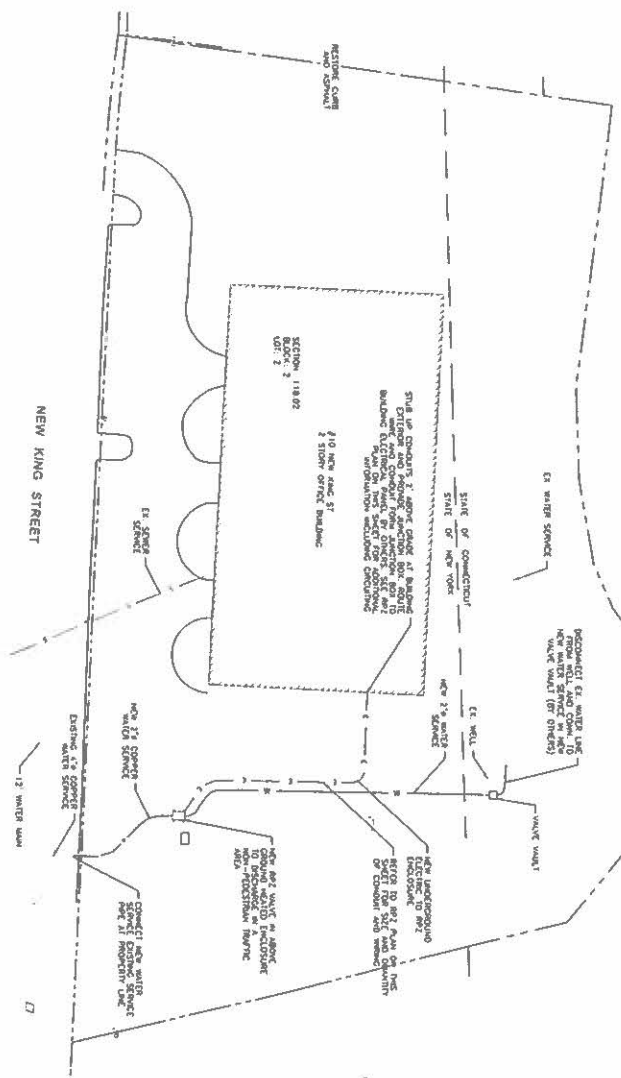 RESTORE CURB
AND ASPHALT
EX WATER SERVICE
STATE OF CONNECTICUT
STATE OF NEW YORK
DISCONNECT EX. WATER LINE
FROM WELL AND CONN. TO
NEW WATER SERVICE IN NEW
VALVE VAULT (BY OTHERS)
VALVE VAULT
EX. WELL
NEW 2"ø WATER
SERVICE
STUB UP CONDUITS 2' ABOVE GRADE AT BUILDING
EXTERIOR AND PROVIDE JUNCTION BOX. ROUTE
WIRE AND CONDUIT FORM JUNCTION BOX TO
BUILDING ELECTRICAL PANEL BY OTHERS. SEE RPZ
PLAN ON THIS SHEET FOR ADDITIONAL
INFORMATION INCLUDING CIRCUITING
SECTION: 118.02
BLOCK: 2
LOT: 2
#10 NEW KING ST
2 STORY OFFICE BUILDING
NEW UNDERGROUND
ELECTRIC TO RPZ
ENCLOSURE
REFER TO RPZ PLAN ON THIS
SHEET FOR SIZE AND QUANTITY
OF CONDUIT AND WIRING
NEW RPZ VALVE IN ABOVE
GROUND HEATED ENCLOSURE
TO DISCHARGE IN A
NON-PEDESTRIAN TRAFFIC
AREA
EX SEWER
SERVICE
NEW 2"ø COPPER
WATER SERVICE
EXISTING 4"ø COPPER
WATER SERVICE
CONNECT NEW WATER
SERVICE EXISTING SERVICE
PIPE AT PROPERTY LINE
12" WATER MAIN
NEW KING STREET